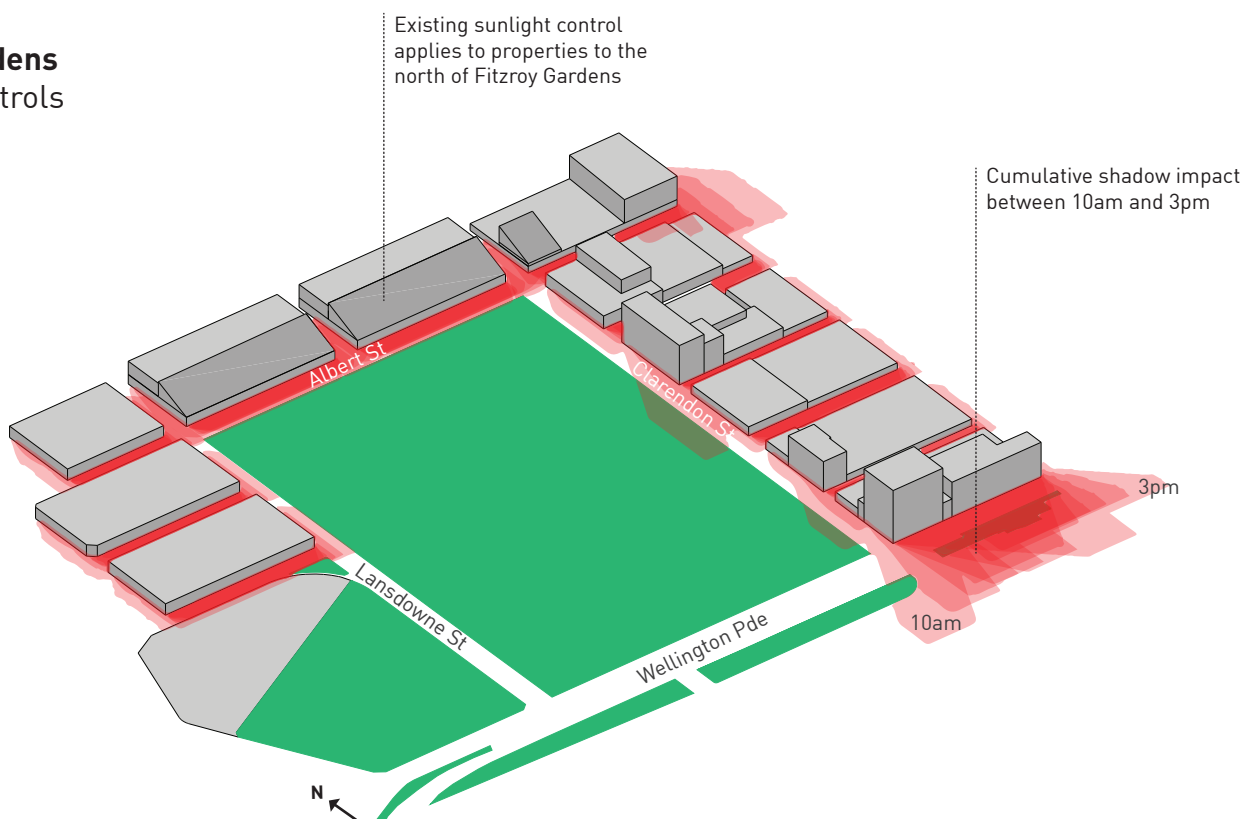 lens
trols
Existing sunlight control
applies to properties to the
north of Fitzroy Gardens
Cumulative shadow impact
between 10am and 3pm
Albert St
Clarendon St
3pm
Lansdowne St
10am
Wellington Pde
N